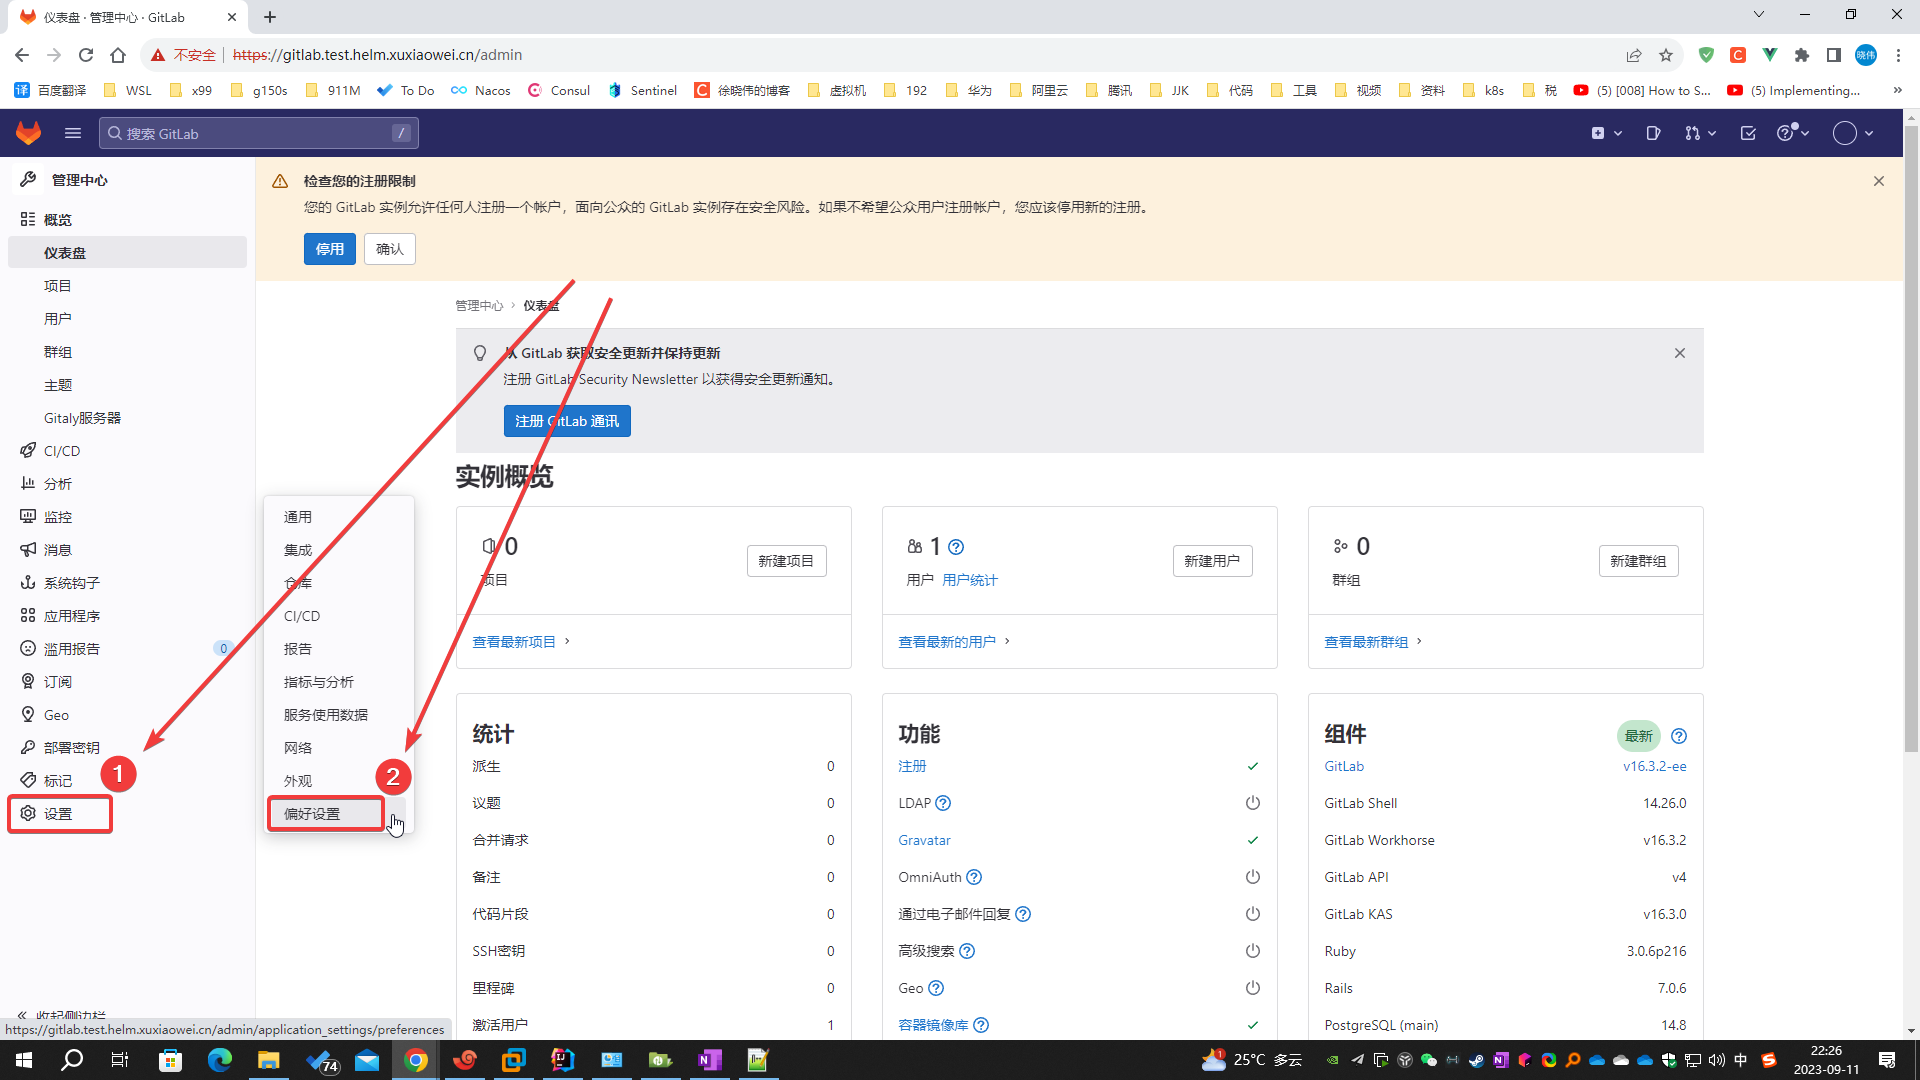 仪表盘 · 管理中心 · GitLab
不安全 https://gitlab.test.helm.xuxiaowei.cn/admin 晓伟
译 百度翻译 WSL x99 g150s 911M To Do Nacos Consul Sentinel C 徐晓伟的博客 虚拟机 192 华为 阿里云 腾讯 JJK 代码 工具 视频 资料 k8s 税 (5) [008] How to S... (5) Implementing... »
搜索 GitLab /
管理中心
概览
仪表盘
项目
用户
群组
主题
Gitaly服务器
CI/CD
分析
监控
消息
系统钩子
应用程序
滥用报告 0
订阅
Geo
部署密钥
标记
1
设置
收起侧边栏
https://gitlab.test.helm.xuxiaowei.cn/admin/application_settings/preferences
通用
集成
仓库
CI/CD
报告
指标与分析
服务使用数据
网络
外观
2
偏好设置
检查您的注册限制
您的 GitLab 实例允许任何人注册一个帐户，面向公众的 GitLab 实例存在安全风险。如果不希望公众用户注册帐户，您应该停用新的注册。
停用 确认
管理中心 › 仪表盘
从 GitLab 获取安全更新并保持更新
注册 GitLab Security Newsletter 以获得安全更新通知。
注册 GitLab 通讯
实例概览
0
项目
新建项目
查看最新项目
1
用户 用户统计
新建用户
查看最新的用户
0
群组
新建群组
查看最新群组
统计
派生 0
议题 0
合并请求 0
备注 0
代码片段 0
SSH密钥 0
里程碑 0
激活用户 1
功能
注册
LDAP
Gravatar
OmniAuth
通过电子邮件回复
高级搜索
Geo
容器镜像库
组件 最新
GitLab v16.3.2-ee
GitLab Shell 14.26.0
GitLab Workhorse v16.3.2
GitLab API v4
GitLab KAS v16.3.0
Ruby 3.0.6p216
Rails 7.0.6
PostgreSQL (main) 14.8
74
1
25°C 多云
中
22:26
2023-09-11